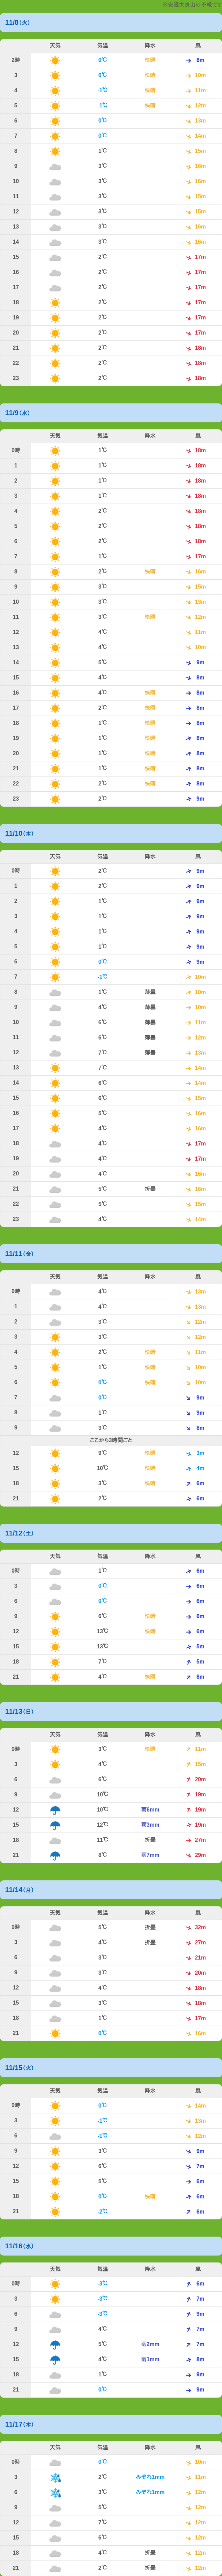 11/8(火)
天気 気温 降水 風
2時 0℃ 快晴 8m
3 0℃ 快晴 10m
4 -1℃ 快晴 11m
5 -1℃ 快晴 12m
6 0℃ 13m
7 0℃ 14m
8 1℃ 15m
9 3℃ 16m
10 3℃ 16m
11 3℃ 15m
12 3℃ 15m
13 3℃ 16m
14 3℃ 16m
15 2℃ 17m
16 2℃ 17m
17 2℃ 17m
18 2℃ 17m
19 2℃ 17m
20 2℃ 17m
21 2℃ 18m
22 2℃ 18m
23 2℃ 18m
11/9(水)
天気 気温 降水 風
0時 1℃ 18m
1 1℃ 18m
2 1℃ 18m
3 1℃ 18m
4 2℃ 18m
5 2℃ 18m
6 2℃ 18m
7 1℃ 17m
8 2℃ 快晴 16m
9 3℃ 15m
10 3℃ 13m
11 3℃ 快晴 12m
12 4℃ 11m
13 4℃ 10m
14 5℃ 9m
15 4℃ 8m
16 4℃ 快晴 8m
17 2℃ 快晴 8m
18 1℃ 快晴 8m
19 1℃ 快晴 8m
20 1℃ 快晴 8m
21 1℃ 快晴 8m
22 2℃ 快晴 8m
23 2℃ 9m
11/10(木)
天気 気温 降水 風
0時 2℃ 9m
1 2℃ 9m
2 1℃ 9m
3 1℃ 9m
4 1℃ 9m
5 1℃ 9m
6 0℃ 9m
7 -1℃ 10m
8 1℃ 薄曇 10m
9 4℃ 薄曇 10m
10 6℃ 薄曇 11m
11 6℃ 薄曇 12m
12 7℃ 薄曇 13m
13 7℃ 14m
14 6℃ 14m
15 6℃ 15m
16 5℃ 16m
17 4℃ 16m
18 4℃ 17m
19 4℃ 17m
20 4℃ 16m
21 5℃ 折曇 16m
22 5℃ 15m
23 4℃ 14m
11/11(金)
天気 気温 降水 風
0時 4℃ 13m
1 4℃ 13m
2 3℃ 12m
3 3℃ 12m
4 2℃ 快晴 11m
5 1℃ 快晴 10m
6 0℃ 快晴 10m
7 0℃ 9m
8 1℃ 9m
9 3℃ 8m
ここから3時間ごと
12 9℃ 快晴 3m
15 10℃ 快晴 4m
18 3℃ 快晴 6m
21 2℃ 6m
11/12(土)
天気 気温 降水 風
0時 1℃ 6m
3 0℃ 6m
6 0℃ 6m
9 6℃ 快晴 6m
12 13℃ 快晴 6m
15 13℃ 5m
18 7℃ 5m
21 4℃ 快晴 8m
11/13(日)
天気 気温 降水 風
0時 3℃ 快晴 11m
3 4℃ 15m
6 6℃ 20m
9 10℃ 19m
12 10℃ 雨6mm 19m
15 12℃ 雨3mm 19m
18 11℃ 折曇 27m
21 8℃ 雨7mm 29m
11/14(月)
天気 気温 降水 風
0時 5℃ 折曇 32m
3 4℃ 折曇 27m
6 3℃ 21m
9 3℃ 20m
12 4℃ 18m
15 3℃ 18m
18 1℃ 17m
21 0℃ 16m
11/15(火)
天気 気温 降水 風
0時 0℃ 14m
3 -1℃ 13m
6 -1℃ 12m
9 3℃ 9m
12 6℃ 7m
15 5℃ 6m
18 0℃ 快晴 6m
21 -2℃ 6m
11/16(水)
天気 気温 降水 風
0時 -3℃ 6m
3 -3℃ 7m
6 -3℃ 9m
9 4℃ 7m
12 5℃ 雨2mm 7m
15 4℃ 雨1mm 8m
18 1℃ 9m
21 0℃ 9m
11/17(木)
天気 気温 降水 風
0時 0℃ 10m
3 2℃ みぞれ1mm 11m
6 3℃ みぞれ1mm 12m
9 5℃ 12m
12 7℃ 12m
15 6℃ 12m
18 4℃ 折曇 12m
21 2℃ 折曇 12m